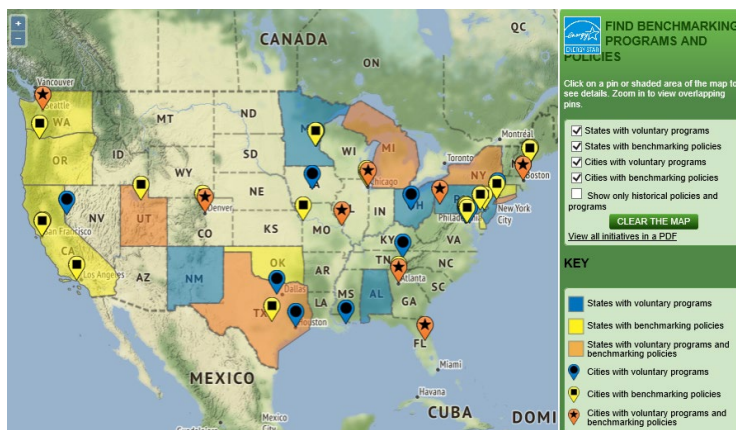 +
−
CANADA
QC
ON
Vancouver
Seattle
WA
MT
ND
OR
ID
SD
WI
MI
Toronto
Montréal
WY
NE
Chicago
NY
Boston
NV
UT
Denver
CO
KS
MO
IN
New York
City
San Francisco
CA
KY
VA
Los Angeles
AZ
NM
OK
AR
TN
NC
Atlanta
SC
Dallas
TX
LA
MS
AL
GA
Houston
FL
Miami
MEXICO
Havana
CUBA
Mexico
City
DOMI
ENERGY STAR
FIND BENCHMARKING
PROGRAMS AND
POLICIES
Click on a pin or shaded area of the map to
see details. Zoom in to view overlapping
pins.
States with voluntary programs
States with benchmarking policies
Cities with voluntary programs
Cities with benchmarking policies
Show only historical policies and
programs
CLEAR THE MAP
View all initiatives in a PDF
KEY
States with voluntary programs
States with benchmarking policies
States with voluntary programs and
benchmarking policies
Cities with voluntary programs
Cities with benchmarking policies
Cities with voluntary programs and
benchmarking policies